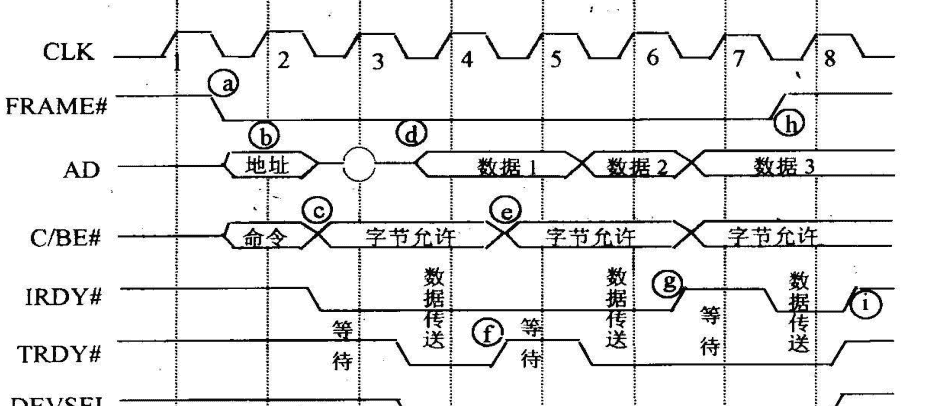 CLK 1 2 3 4 5 6 7 8
FRAME# a h
b d
AD 地址 数据 1 数据 2 数据 3
c e
C/BE# 命令 字节允许 字节允许 字节允许
IRDY# 数据传送 数据传送 g 数据传送 i
TRDY# 等待 f 等待 等待
DEVSEL